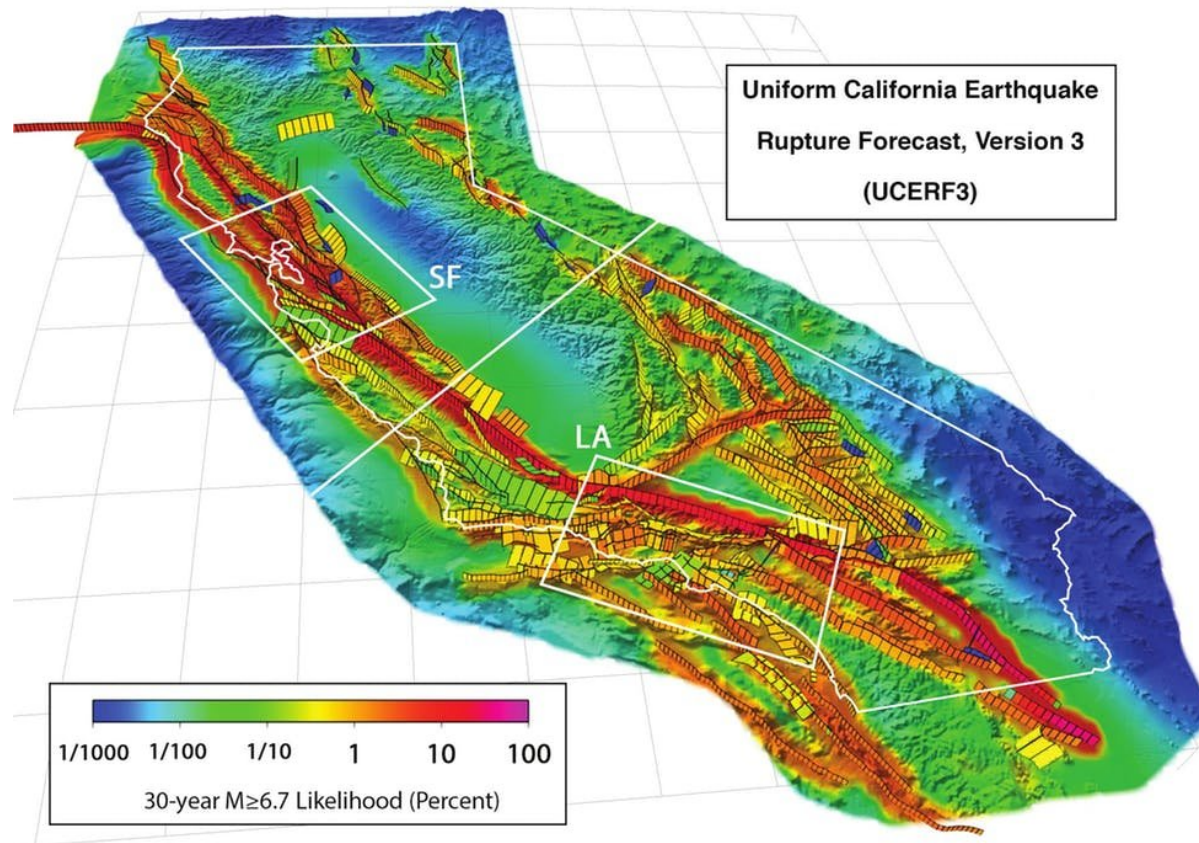 Uniform California Earthquake
Rupture Forecast, Version 3
(UCERF3)
SF
LA
1/1000 1/100 1/10 1 10 100
30-year M≥6.7 Likelihood (Percent)